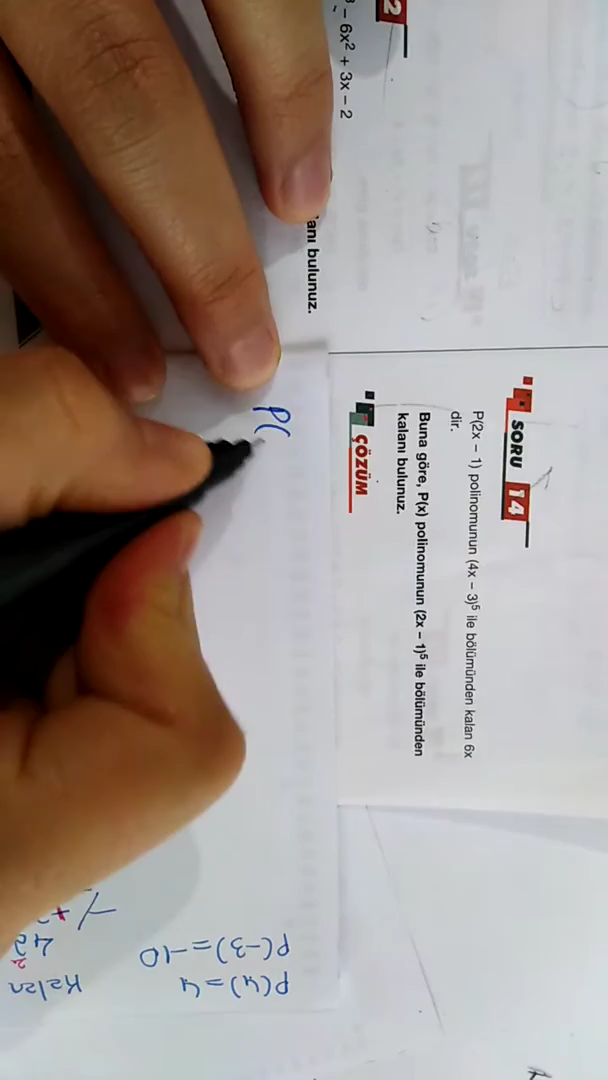 2
- 6x² + 3x - 2
anı bulunuz.
SORU 14
P(2x - 1) polinomunun (4x - 3)⁵ ile bölümünden kalan 6x
dir.
Buna göre, P(x) polinomunun (2x - 1)⁵ ile bölümünden
kalanı bulunuz.
ÇÖZÜM
P(
P(4)=4
P(-3)=-10
Kalan